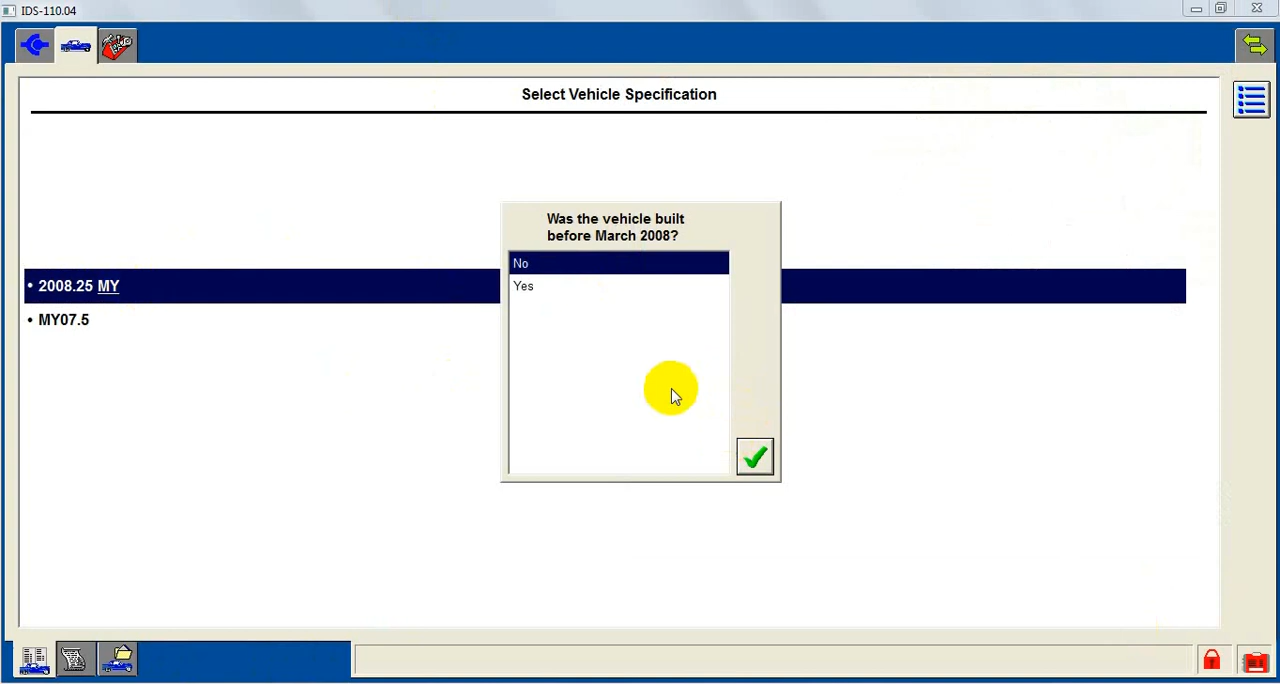 IDS-110.04
Select Vehicle Specification
Was the vehicle built
before March 2008?
No
Yes
• 2008.25 MY
• MY07.5